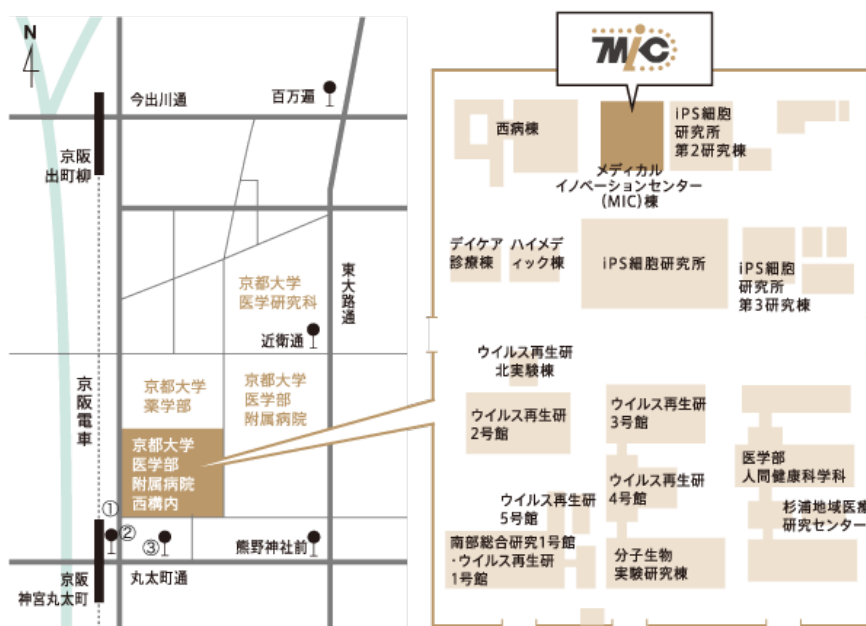 N
今出川通
百万遍
京阪
出町柳
京都大学
医学研究科
東大路通
近衛通
京阪電車
京都大学
薬学部
京都大学
医学部
附属病院
京都大学
医学部
附属病院
西構内
①
②
③
熊野神社前
丸太町通
京阪
神宮丸太町
MiC
西病棟
iPS細胞
研究所
第2研究棟
メディカル
イノベーションセンター
(MIC)棟
デイケア
診療棟
ハイメデ
ィック棟
iPS細胞研究所
iPS細胞
研究所
第3研究棟
ウイルス再生研
北実験棟
ウイルス再生研
2号館
ウイルス再生研
3号館
医学部
人間健康科学科
ウイルス再生研
4号館
ウイルス再生研
5号館
杉浦地域医療
研究センター
南部総合研究1号館
・ウイルス再生研
1号館
分子生物
実験研究棟